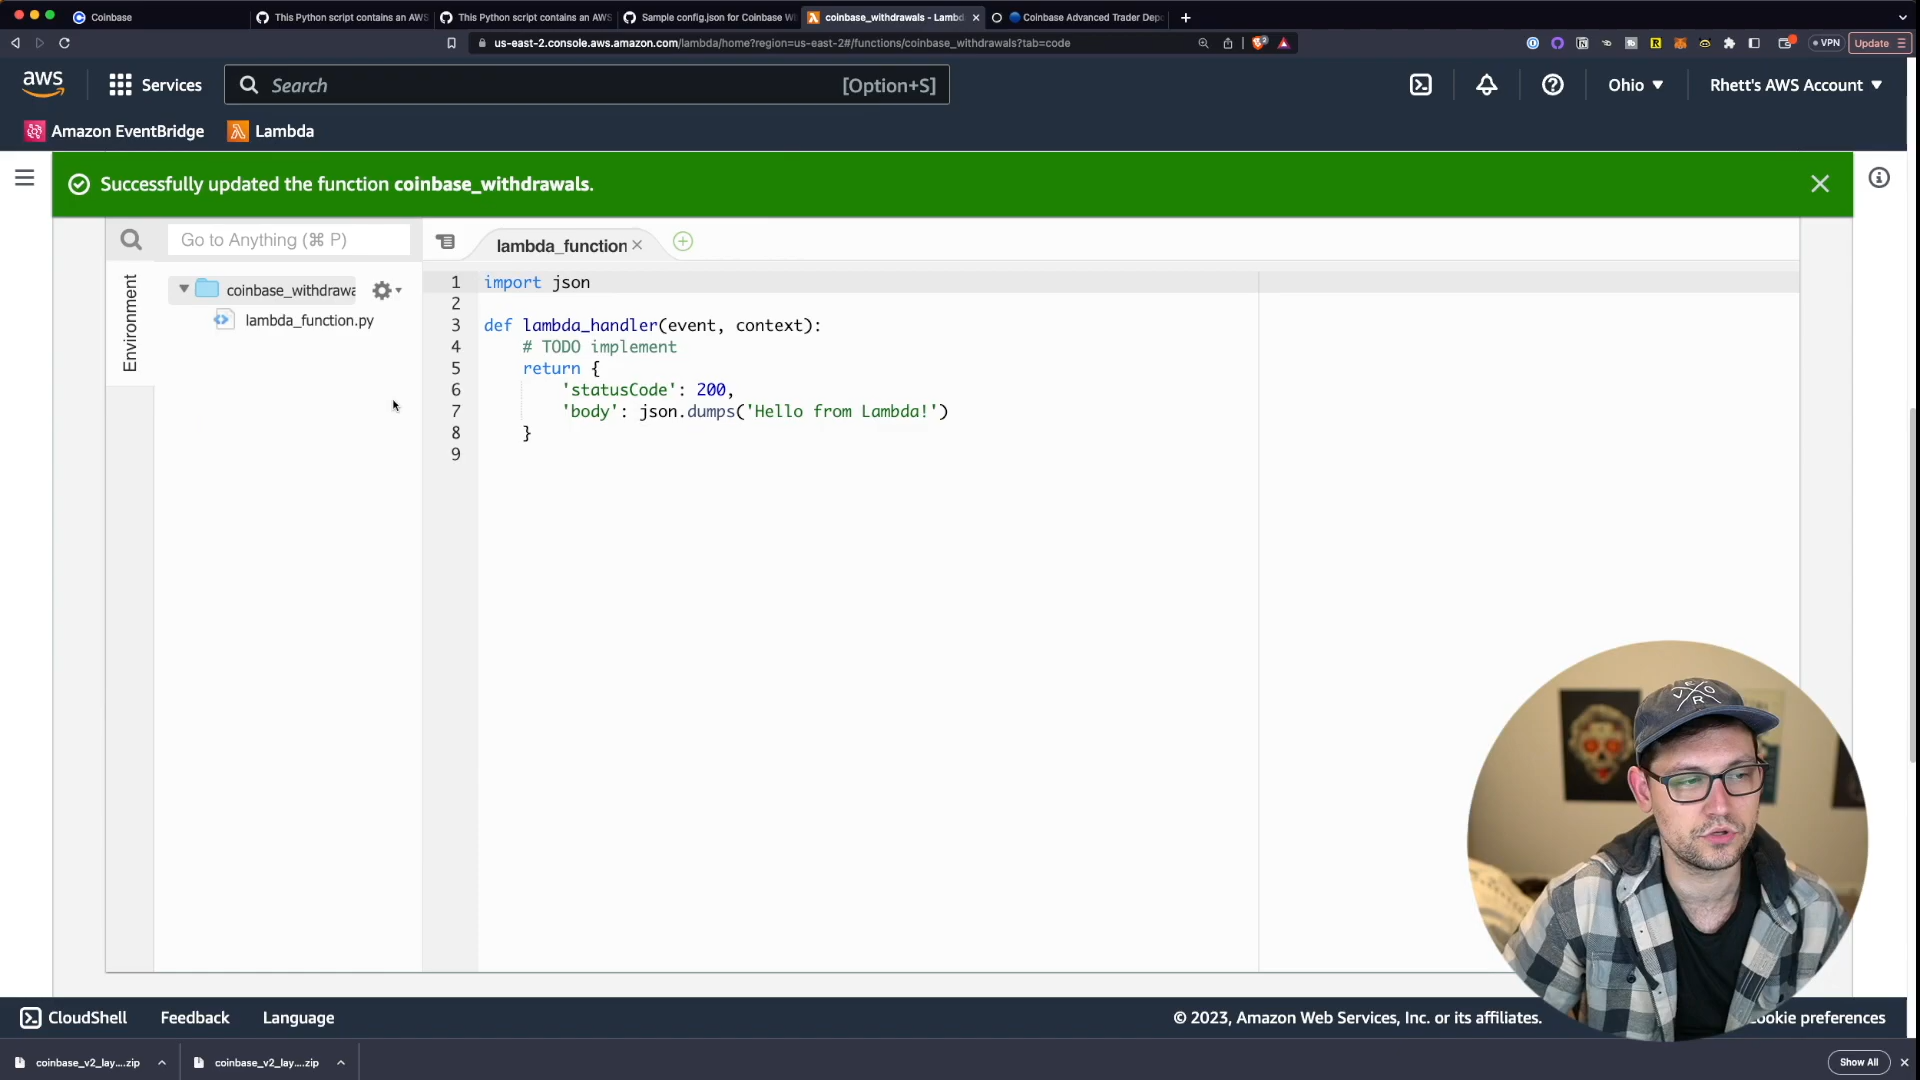 Coinbase
This Python script contains an AWS
This Python script contains an AWS
Sample config.json for Coinbase Wi
coinbase_withdrawals - Lambd
Coinbase Advanced Trader Depo
us-east-2.console.aws.amazon.com/lambda/home?region=us-east-2#/functions/coinbase_withdrawals?tab=code
VPN
Update
aws
Services
Search
[Option+S]
Ohio
Rhett's AWS Account
Amazon EventBridge
Lambda
Successfully updated the function coinbase_withdrawals.
Go to Anything (⌘ P)
lambda_function
Environment
coinbase_withdrawa
lambda_function.py
1 import json
2
3 def lambda_handler(event, context):
4 # TODO implement
5 return {
6 'statusCode': 200,
7 'body': json.dumps('Hello from Lambda!')
8 }
9
VEOR
CloudShell
Feedback
Language
© 2023, Amazon Web Services, Inc. or its affiliates.
ookie preferences
coinbase_v2_lay....zip
coinbase_v2_lay....zip
Show All